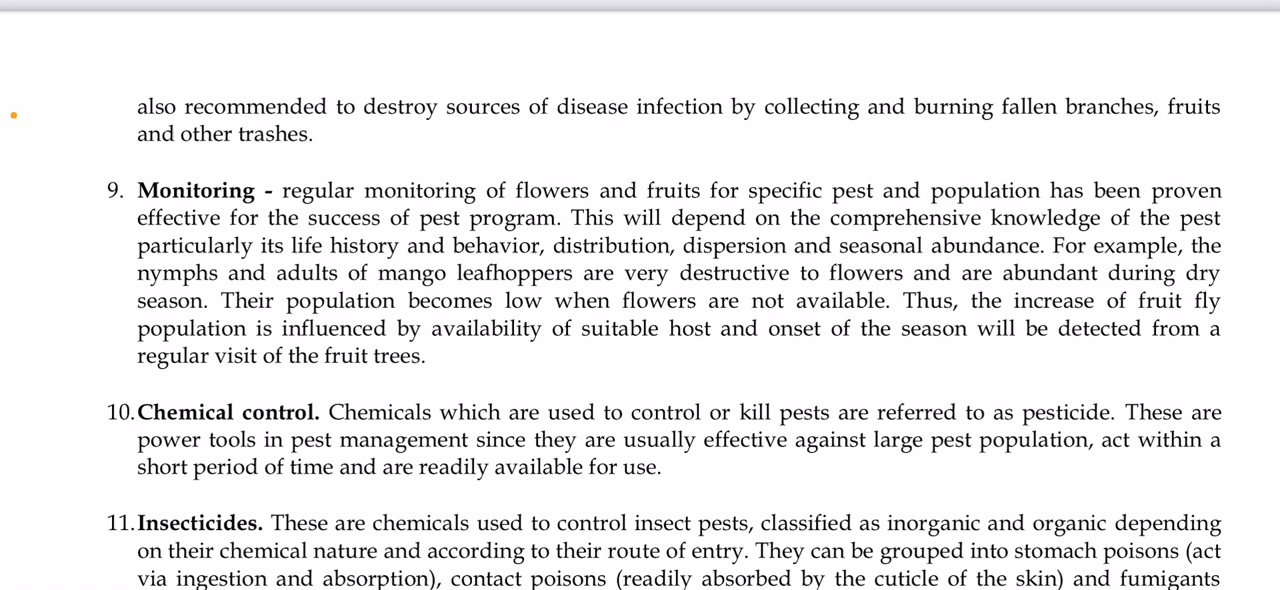 also recommended to destroy sources of disease infection by collecting and burning fallen branches, fruits
and other trashes.
9. Monitoring - regular monitoring of flowers and fruits for specific pest and population has been proven
effective for the success of pest program. This will depend on the comprehensive knowledge of the pest
particularly its life history and behavior, distribution, dispersion and seasonal abundance. For example, the
nymphs and adults of mango leafhoppers are very destructive to flowers and are abundant during dry
season. Their population becomes low when flowers are not available. Thus, the increase of fruit fly
population is influenced by availability of suitable host and onset of the season will be detected from a
regular visit of the fruit trees.
10. Chemical control. Chemicals which are used to control or kill pests are referred to as pesticide. These are
power tools in pest management since they are usually effective against large pest population, act within a
short period of time and are readily available for use.
11. Insecticides. These are chemicals used to control insect pests, classified as inorganic and organic depending
on their chemical nature and according to their route of entry. They can be grouped into stomach poisons (act
via ingestion and absorption), contact poisons (readily absorbed by the cuticle of the skin) and fumigants